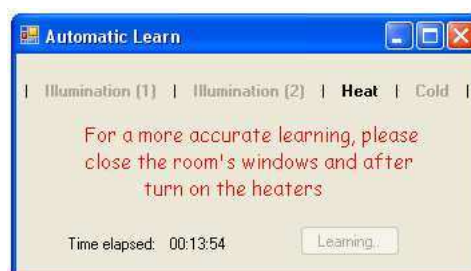 Automatic Learn
| Illumination (1) | Illumination (2) | Heat | Cold |
For a more accurate learning, please
close the room's windows and after
turn on the heaters
Time elapsed: 00:13:54 Learning..